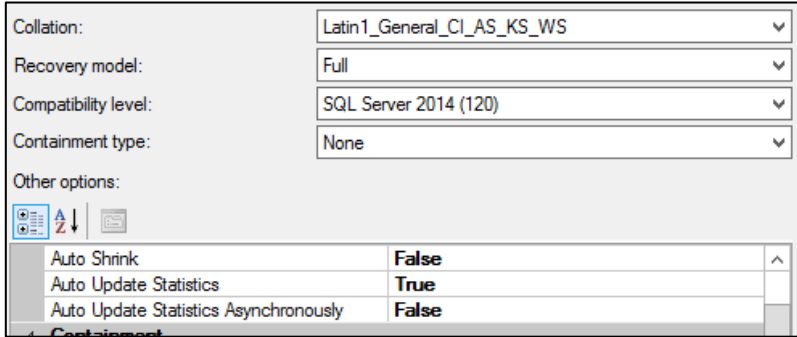 Collation: Latin1_General_CI_AS_KS_WS
Recovery model: Full
Compatibility level: SQL Server 2014 (120)
Containment type: None
Other options:
A Z
Auto Shrink False
Auto Update Statistics True
Auto Update Statistics Asynchronously False
Containment